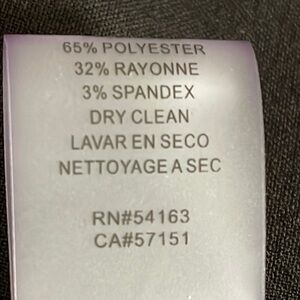 65% POLYESTER
32% RAYONNE
3% SPANDEX
DRY CLEAN
LAVAR EN SECO
NETTOYAGE A SEC
RN#54163
CA#57151